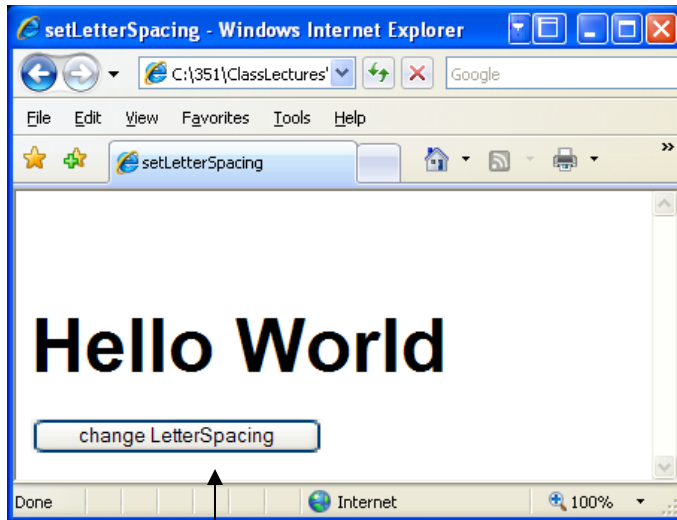 setLetterSpacing - Windows Internet Explorer
C:\351\ClassLectures' Google
File Edit View Favorites Tools Help
setLetterSpacing »
Hello World
change LetterSpacing
Done Internet 100%